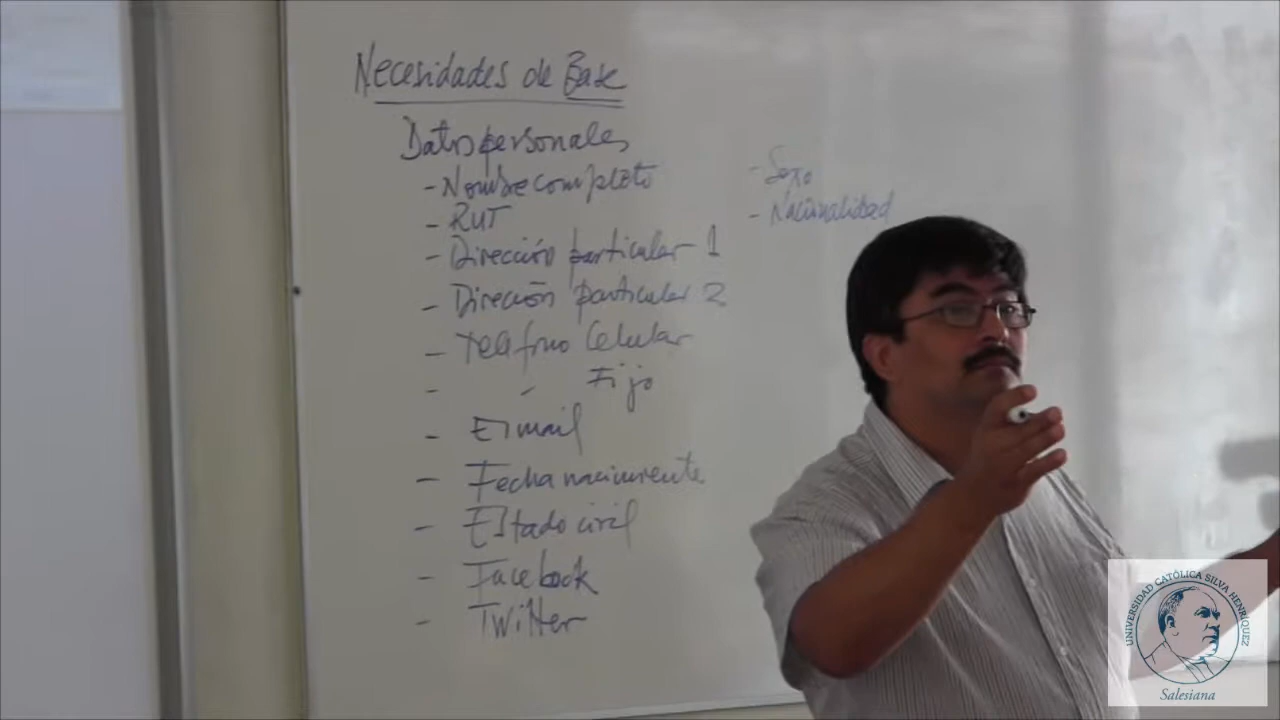 Necesidades de Base
Datos personales
- Nombre completo
- RUT
- Dirección particular 1
- Dirección particular 2
- Teléfono Celular
- " Fijo
- Email
- Fecha nacimiento
- Estado civil
- Facebook
- Twitter
- Sexo
- Nacionalidad
UNIVERSIDAD CATÓLICA SILVA HENRÍQUEZ
Salesiana